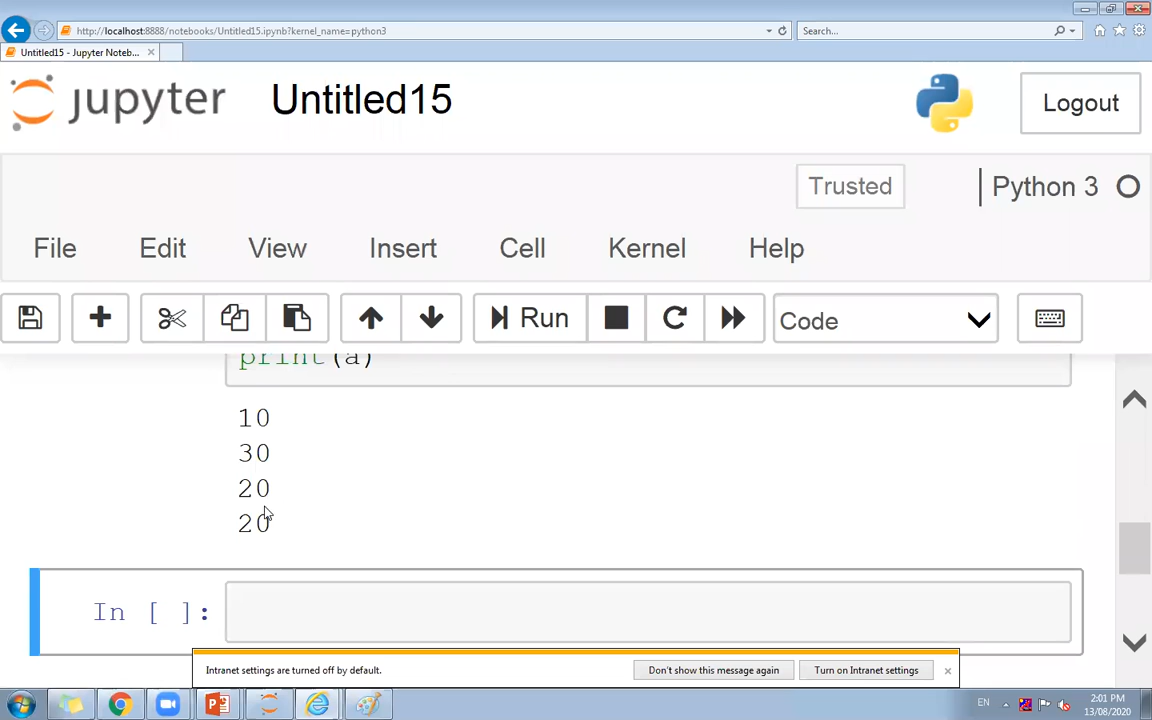 http://localhost:8888/notebooks/Untitled15.ipynb?kernel_name=python3
Search...
Untitled15 - Jupyter Noteb...
jupyter Untitled15
Logout
Trusted
Python 3
File Edit View Insert Cell Kernel Help
Run
Code
print(a)
10
30
20
20
In [ ]:
Intranet settings are turned off by default.
Don't show this message again
Turn on Intranet settings
EN
2:01 PM
13/08/2020